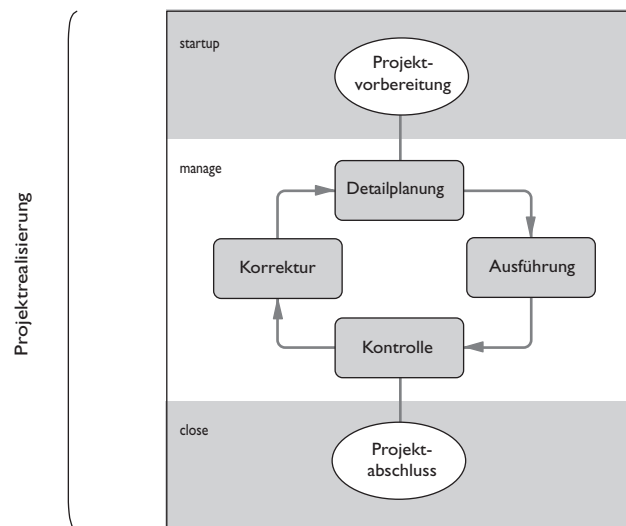 startup
Projekt-
vorbereitung
manage
Detailplanung
Projektrealisierung
Korrektur
Ausführung
Kontrolle
close
Projekt-
abschluss